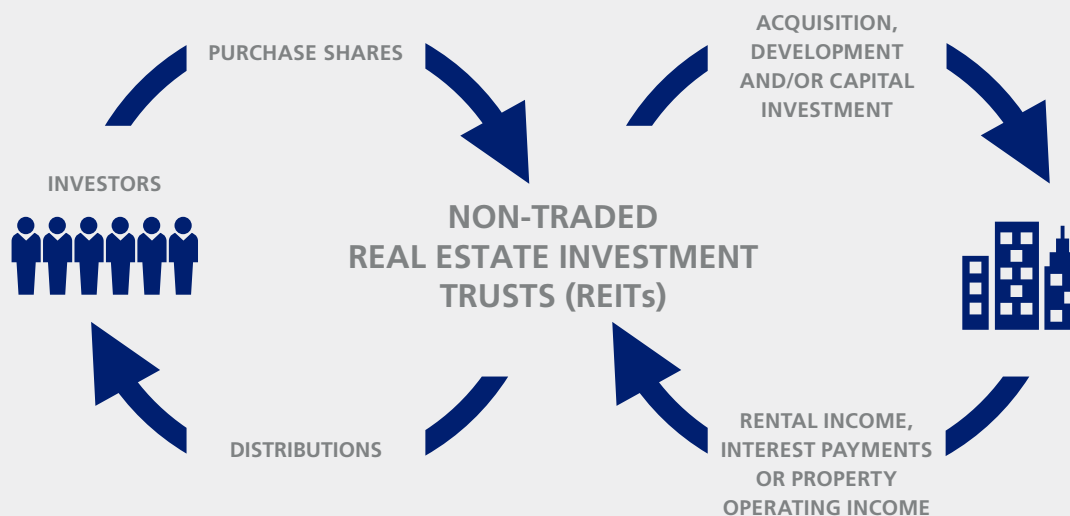 PURCHASE SHARES
ACQUISITION,
DEVELOPMENT
AND/OR CAPITAL
INVESTMENT
INVESTORS
NON-TRADED
REAL ESTATE INVESTMENT
TRUSTS (REITs)
DISTRIBUTIONS
RENTAL INCOME,
INTEREST PAYMENTS
OR PROPERTY
OPERATING INCOME